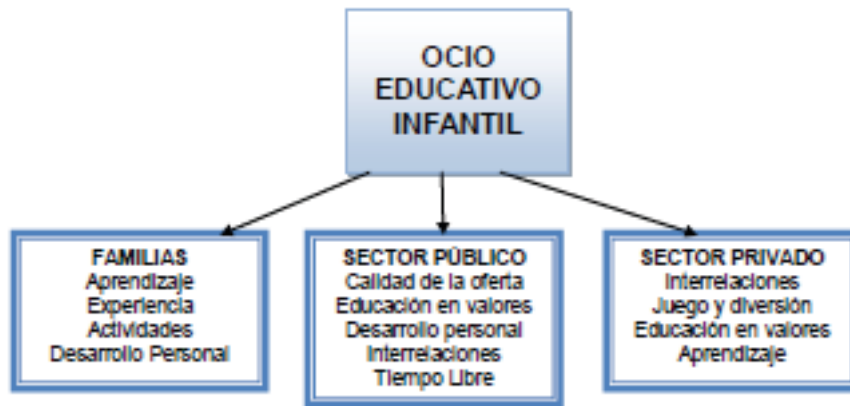 OCIO
EDUCATIVO
INFANTIL
FAMILIAS
Aprendizaje
Experiencia
Actividades
Desarrollo Personal
SECTOR PÚBLICO
Calidad de la oferta
Educación en valores
Desarrollo personal
Interrelaciones
Tiempo Libre
SECTOR PRIVADO
Interrelaciones
Juego y diversión
Educación en valores
Aprendizaje